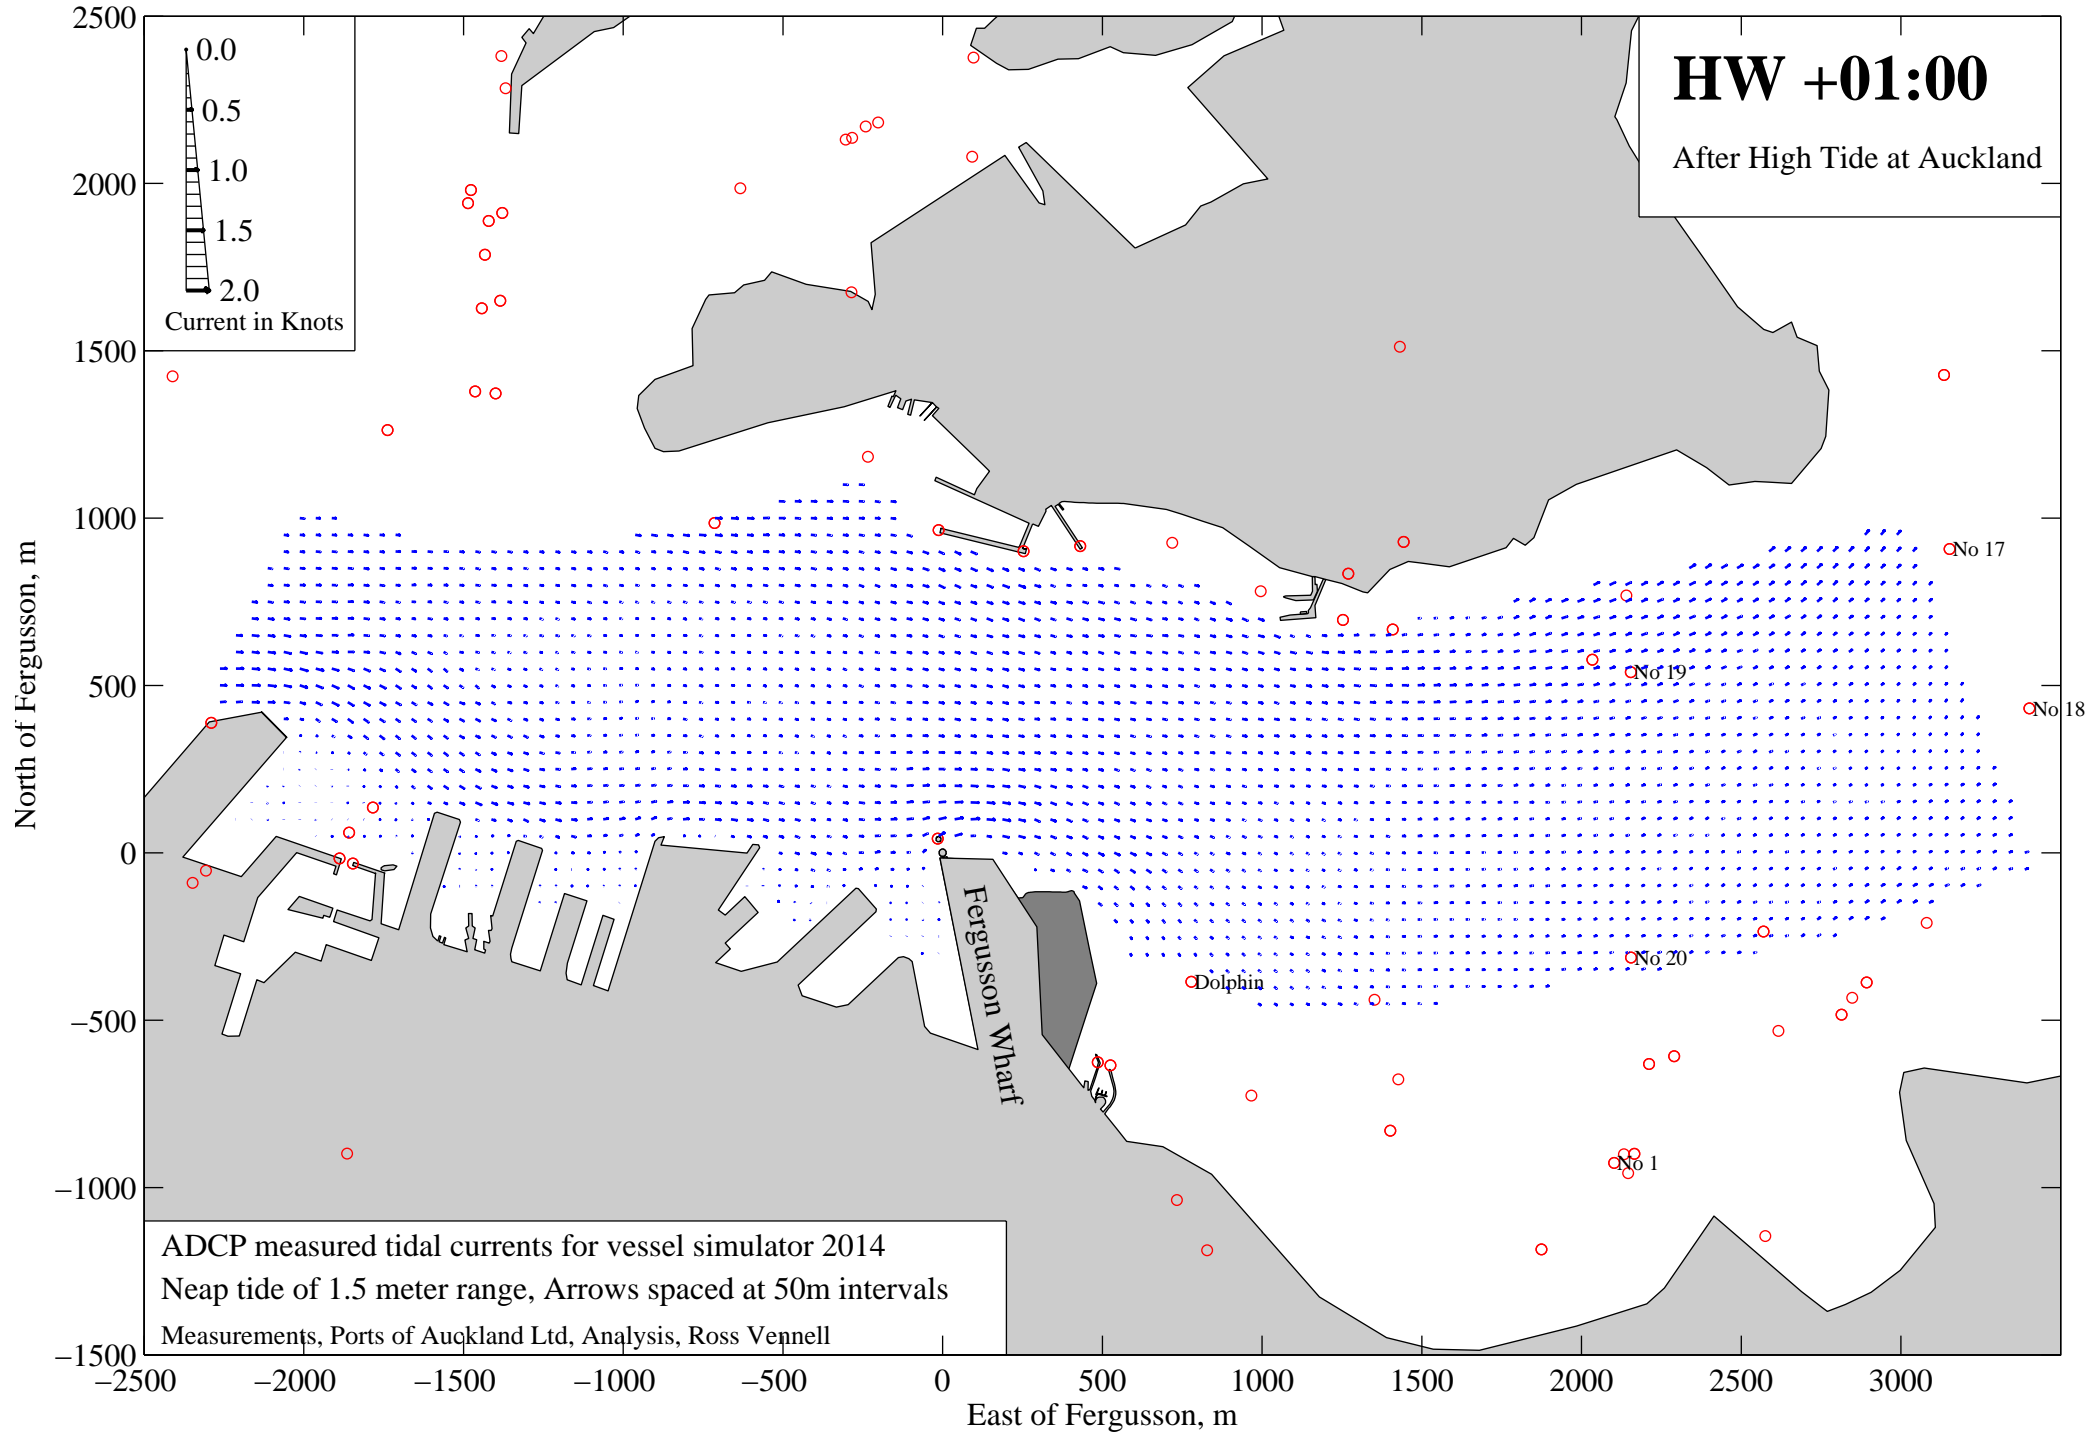 HW +01:00
After High Tide at Auckland
0.0
0.5
1.0
1.5
2.0
Current in Knots
2500
2000
1500
1000
500
0
−500
−1000
−1500
North of Fergusson, m
No 17
No 19
No 18
No 20
Dolphin
No 1
Fergusson Wharf
ADCP measured tidal currents for vessel simulator 2014
Neap tide of 1.5 meter range, Arrows spaced at 50m intervals
Measurements, Ports of Auckland Ltd, Analysis, Ross Vennell
−2500 −2000 −1500 −1000 −500 0 500 1000 1500 2000 2500 3000
East of Fergusson, m